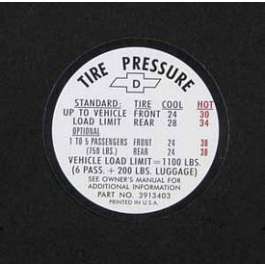 TIRE PRESSURE
D
STANDARD: TIRE COOL HOT
UP TO VEHICLE FRONT 24 30
LOAD LIMIT REAR 28 34
OPTIONAL
1 TO 5 PASSENGERS FRONT 24 30
(750 LBS.) REAR 24 30
VEHICLE LOAD LIMIT = 1100 LBS.
(6 PASS. + 200 LBS. LUGGAGE)
SEE OWNER'S MANUAL FOR
ADDITIONAL INFORMATION
PART NO. 3913403
PRINTED IN U.S.A.